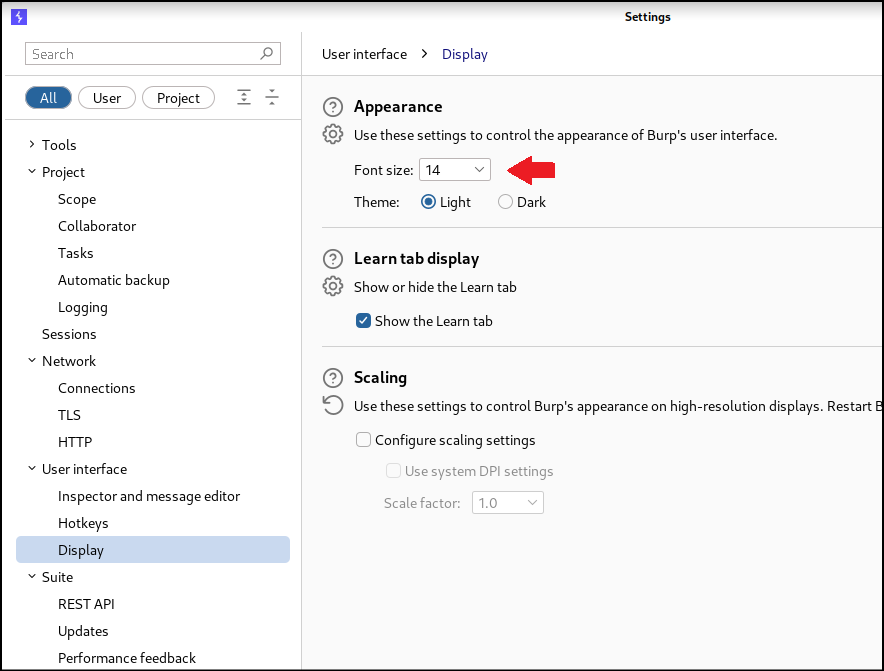 Settings
Search
All
User
Project
Tools
Project
Scope
Collaborator
Tasks
Automatic backup
Logging
Sessions
Network
Connections
TLS
HTTP
User interface
Inspector and message editor
Hotkeys
Display
Suite
REST API
Updates
Performance feedback
User interface > Display
Appearance
Use these settings to control the appearance of Burp's user interface.
Font size: 14
Theme: Light Dark
Learn tab display
Show or hide the Learn tab
Show the Learn tab
Scaling
Use these settings to control Burp's appearance on high-resolution displays. Restart B
Configure scaling settings
Use system DPI settings
Scale factor: 1.0